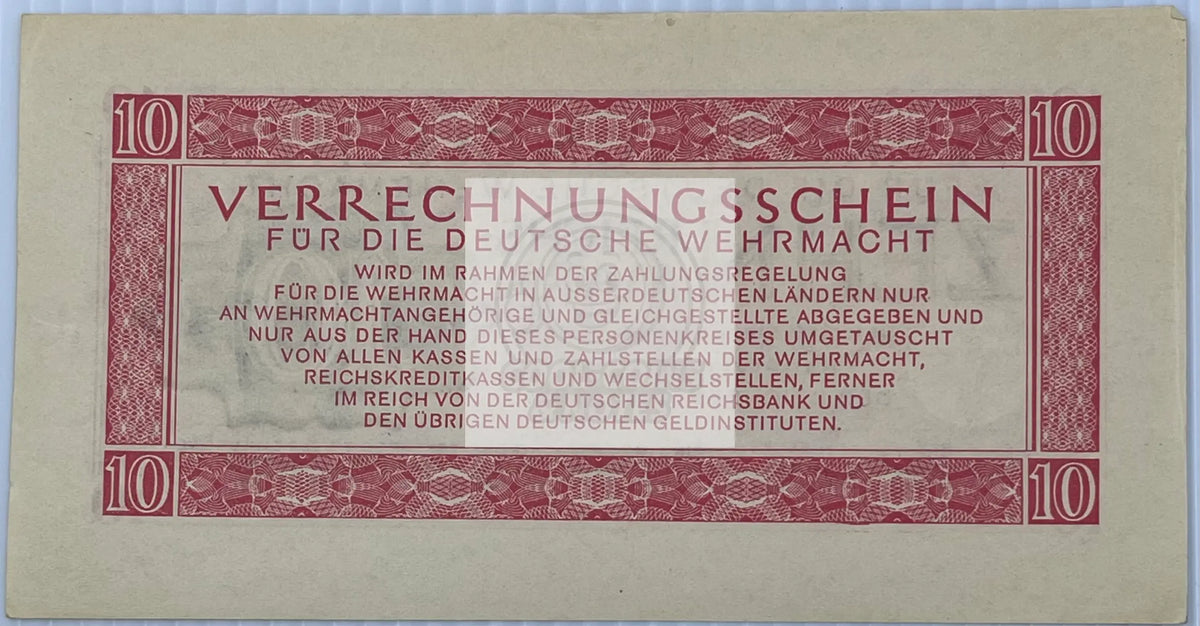 10 10
VERRECHNUNGSSCHEIN
FÜR DIE DEUTSCHE WEHRMACHT
WIRD IM RAHMEN DER ZAHLUNGSREGELUNG
FÜR DIE WEHRMACHT IN AUSSERDEUTSCHEN LÄNDERN NUR
AN WEHRMACHTANGEHÖRIGE UND GLEICHGESTELLTE ABGEGEBEN UND
NUR AUS DER HAND DIESES PERSONENKREISES UMGETAUSCHT
VON ALLEN KASSEN UND ZAHLSTELLEN DER WEHRMACHT,
REICHSKREDITKASSEN UND WECHSELSTELLEN, FERNER
IM REICH VON DER DEUTSCHEN REICHSBANK UND
DEN ÜBRIGEN DEUTSCHEN GELDINSTITUTEN.
10 10